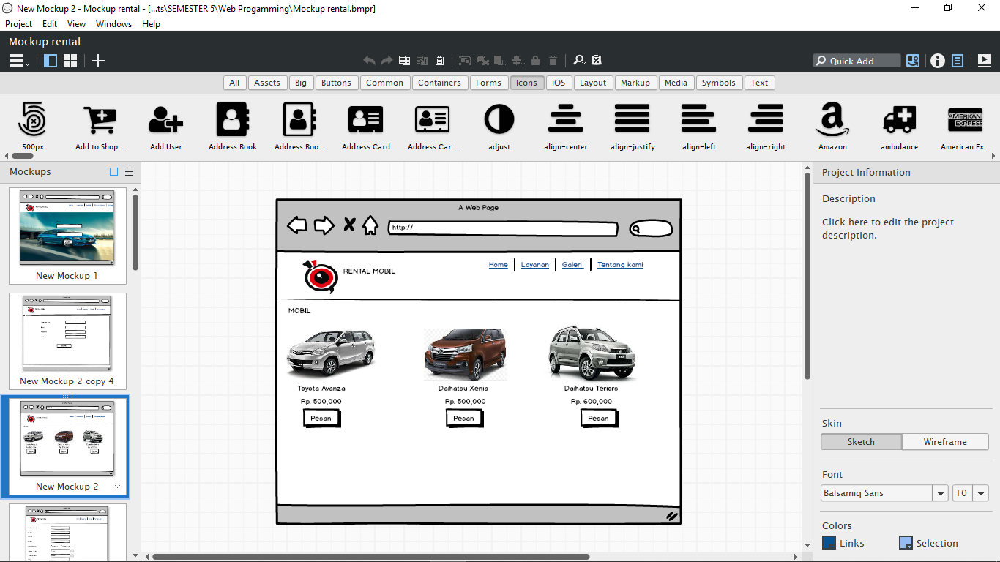 New Mockup 2 - Mockup rental - [...ts\SEMESTER 5\Web Progamming\Mockup rental.bmpr]
Project Edit View Windows Help
Mockup rental
Quick Add
All Assets Big Buttons Common Containers Forms Icons iOS Layout Markup Media Symbols Text
AMERICAN EXPRESS
500px Add to Shop... Add User Address Book Address Boo... Address Card Address Car... adjust align-center align-justify align-left align-right Amazon ambulance American Ex...
Mockups
New Mockup 1
New Mockup 2 copy 4
New Mockup 2
A Web Page
http://
RENTAL MOBIL
Home Layanan Galeri Tentang kami
MOBIL
Toyota Avanza Daihatsu Xenia Daihatsu Teriors
Rp. 500,000 Rp. 500,000 Rp. 600,000
Pesan Pesan Pesan
Project Information
Description
Click here to edit the project
description.
Skin
Sketch Wireframe
Font
Balsamiq Sans 10
Colors
Links Selection